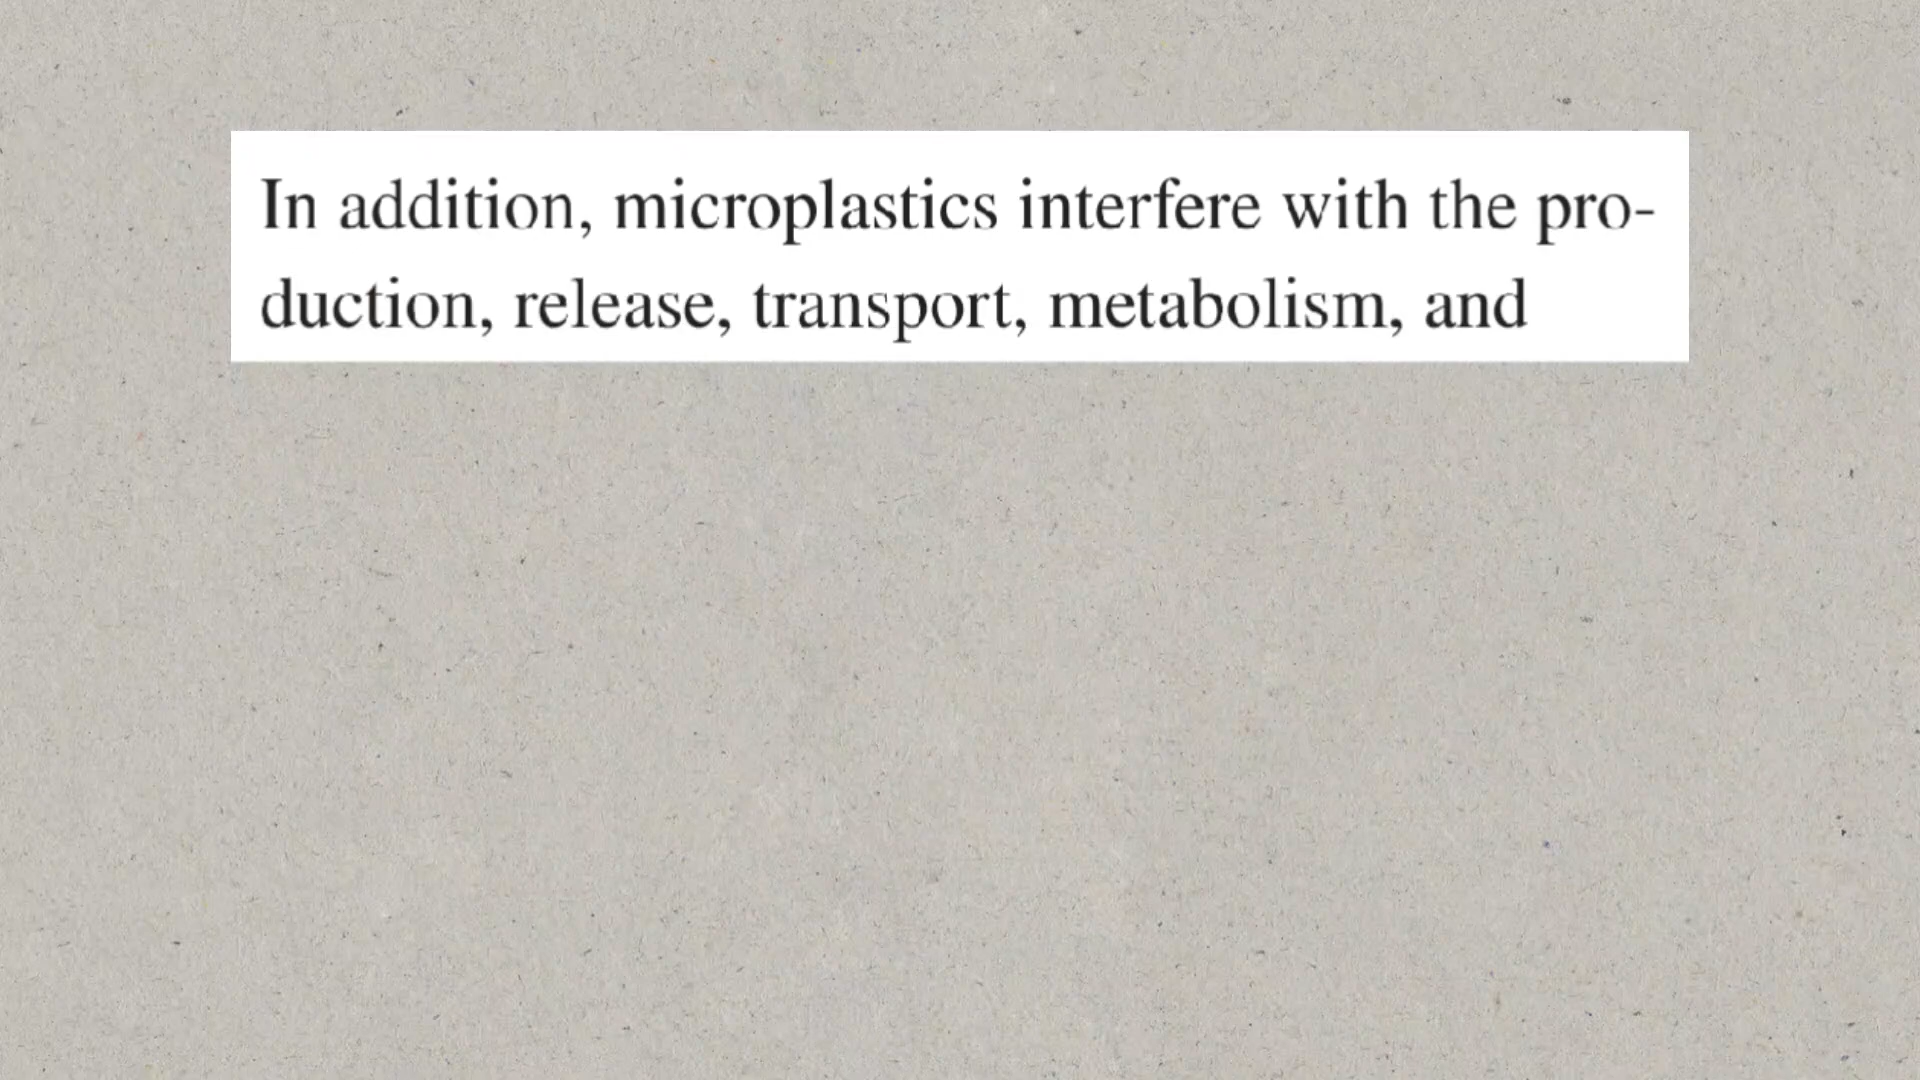 In addition, microplastics interfere with the pro-
duction, release, transport, metabolism, and